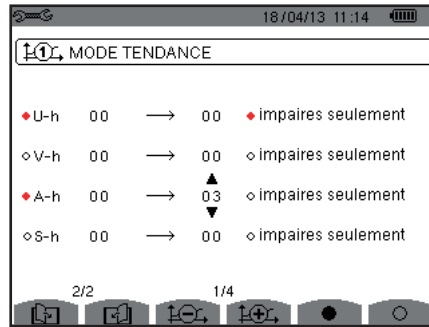 18/04/13 11:14
1 MODE TENDANCE
U-h 00 → 00 impaires seulement
V-h 00 → 00 impaires seulement
A-h 00 → 03 impaires seulement
S-h 00 → 00 impaires seulement
2/2 1/4